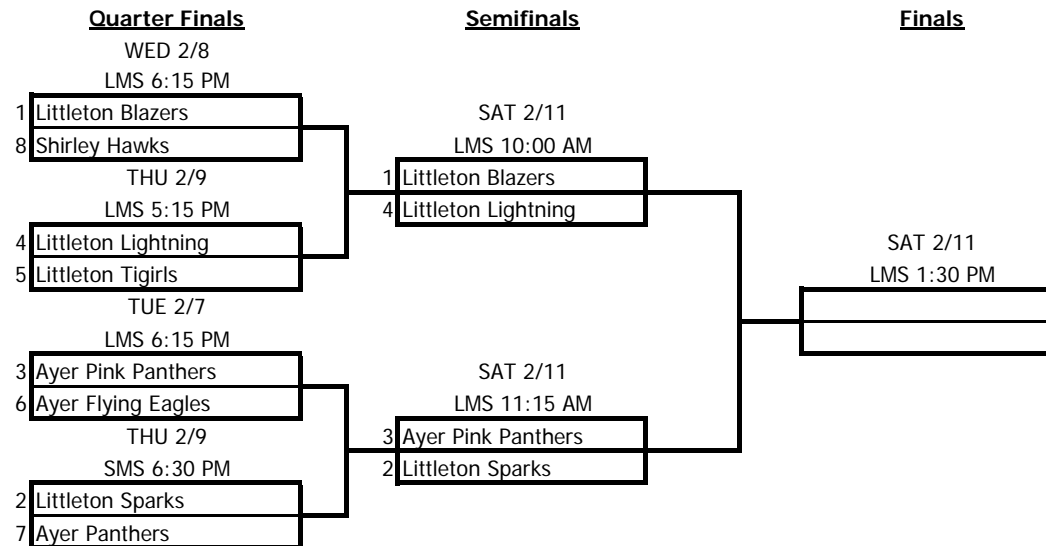 Quarter Finals Semifinals Finals
WED 2/8
LMS 6:15 PM
1 Littleton Blazers SAT 2/11
8 Shirley Hawks LMS 10:00 AM
THU 2/9 1 Littleton Blazers
LMS 5:15 PM 4 Littleton Lightning
4 Littleton Lightning SAT 2/11
5 Littleton Tigirls LMS 1:30 PM
TUE 2/7
LMS 6:15 PM
3 Ayer Pink Panthers SAT 2/11
6 Ayer Flying Eagles LMS 11:15 AM
THU 2/9 3 Ayer Pink Panthers
SMS 6:30 PM 2 Littleton Sparks
2 Littleton Sparks
7 Ayer Panthers